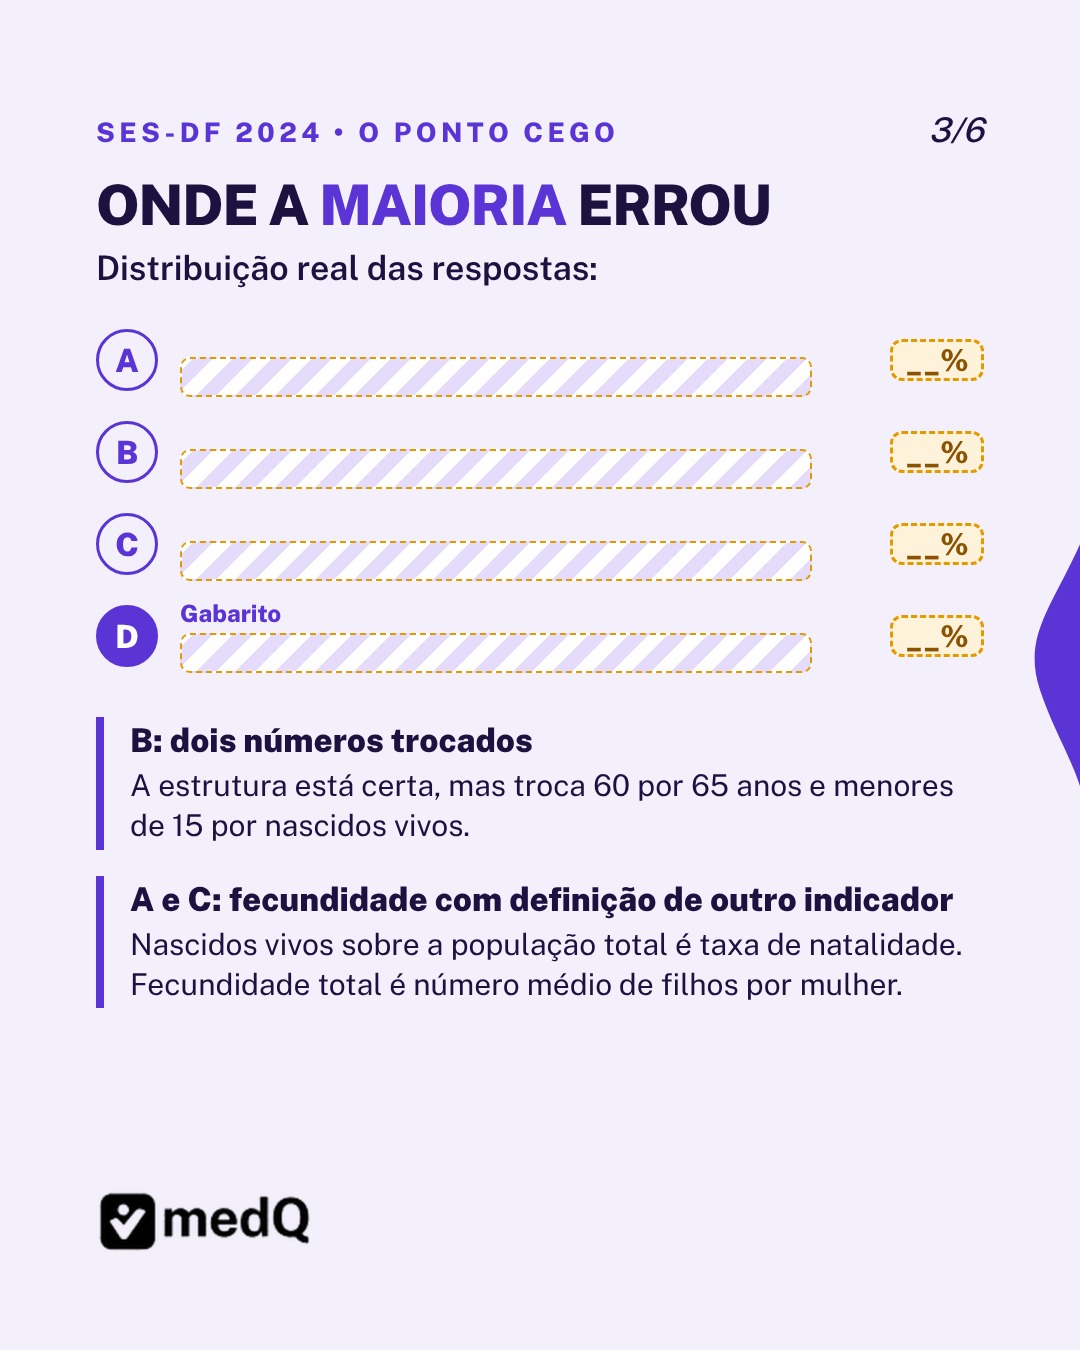 SES-DF 2024 • O PONTO CEGO
3/6
ONDE A MAIORIA ERROU
Distribuição real das respostas:
A
__%
B
__%
C
__%
Gabarito
D
__%
B: dois números trocados
A estrutura está certa, mas troca 60 por 65 anos e menores
de 15 por nascidos vivos.
A e C: fecundidade com definição de outro indicador
Nascidos vivos sobre a população total é taxa de natalidade.
Fecundidade total é número médio de filhos por mulher.
medQ